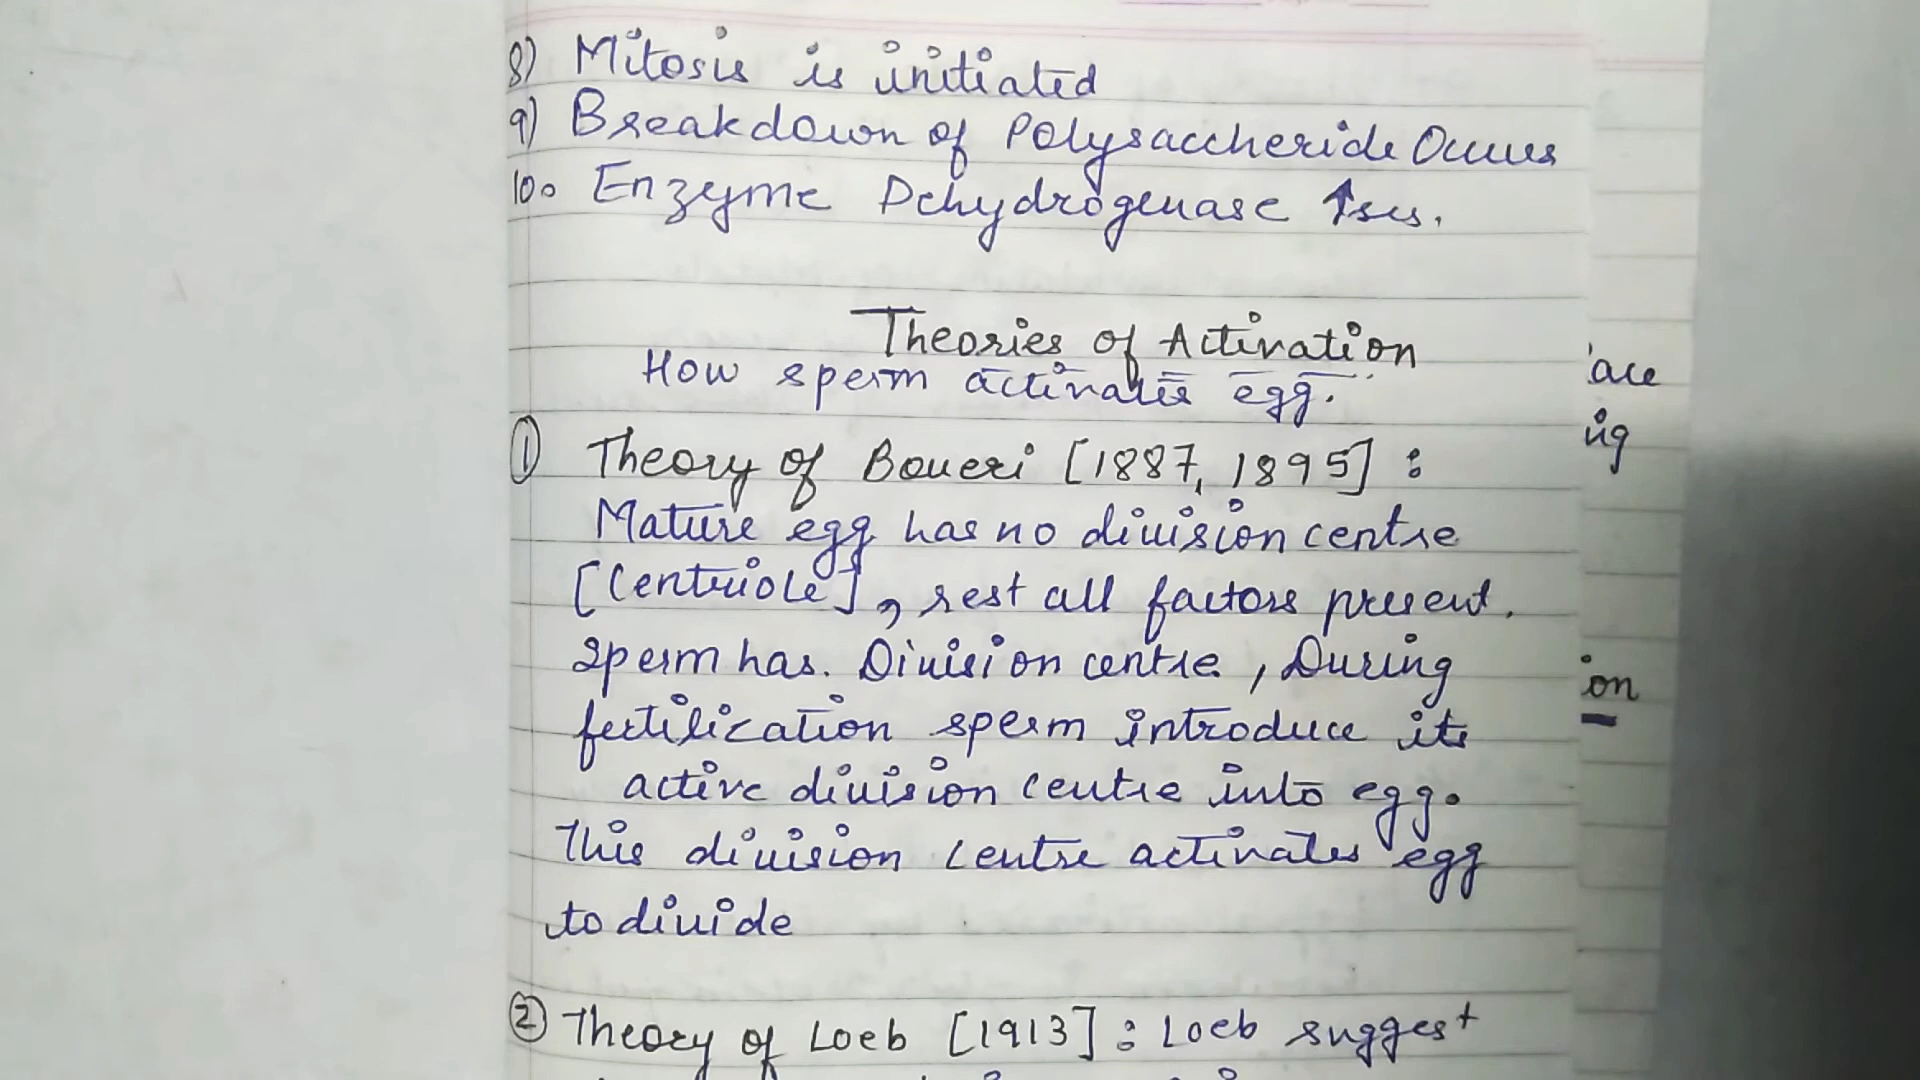 8) Mitosis is initiated
9) Breakdown of Polysaccheride Occurs
10. Enzyme Dehydrogenase ↑ses.
Theories of Activation
How sperm activates egg.
① Theory of Boveri [1887, 1895] :
Mature egg has no division centre
[Centriole], rest all factors present.
Sperm has. Division centre, During
fertilization sperm introduce its
active division centre into egg.
This division centre activates egg
to divide
② Theory of Loeb [1913] : Loeb suggest
ace
ng
on